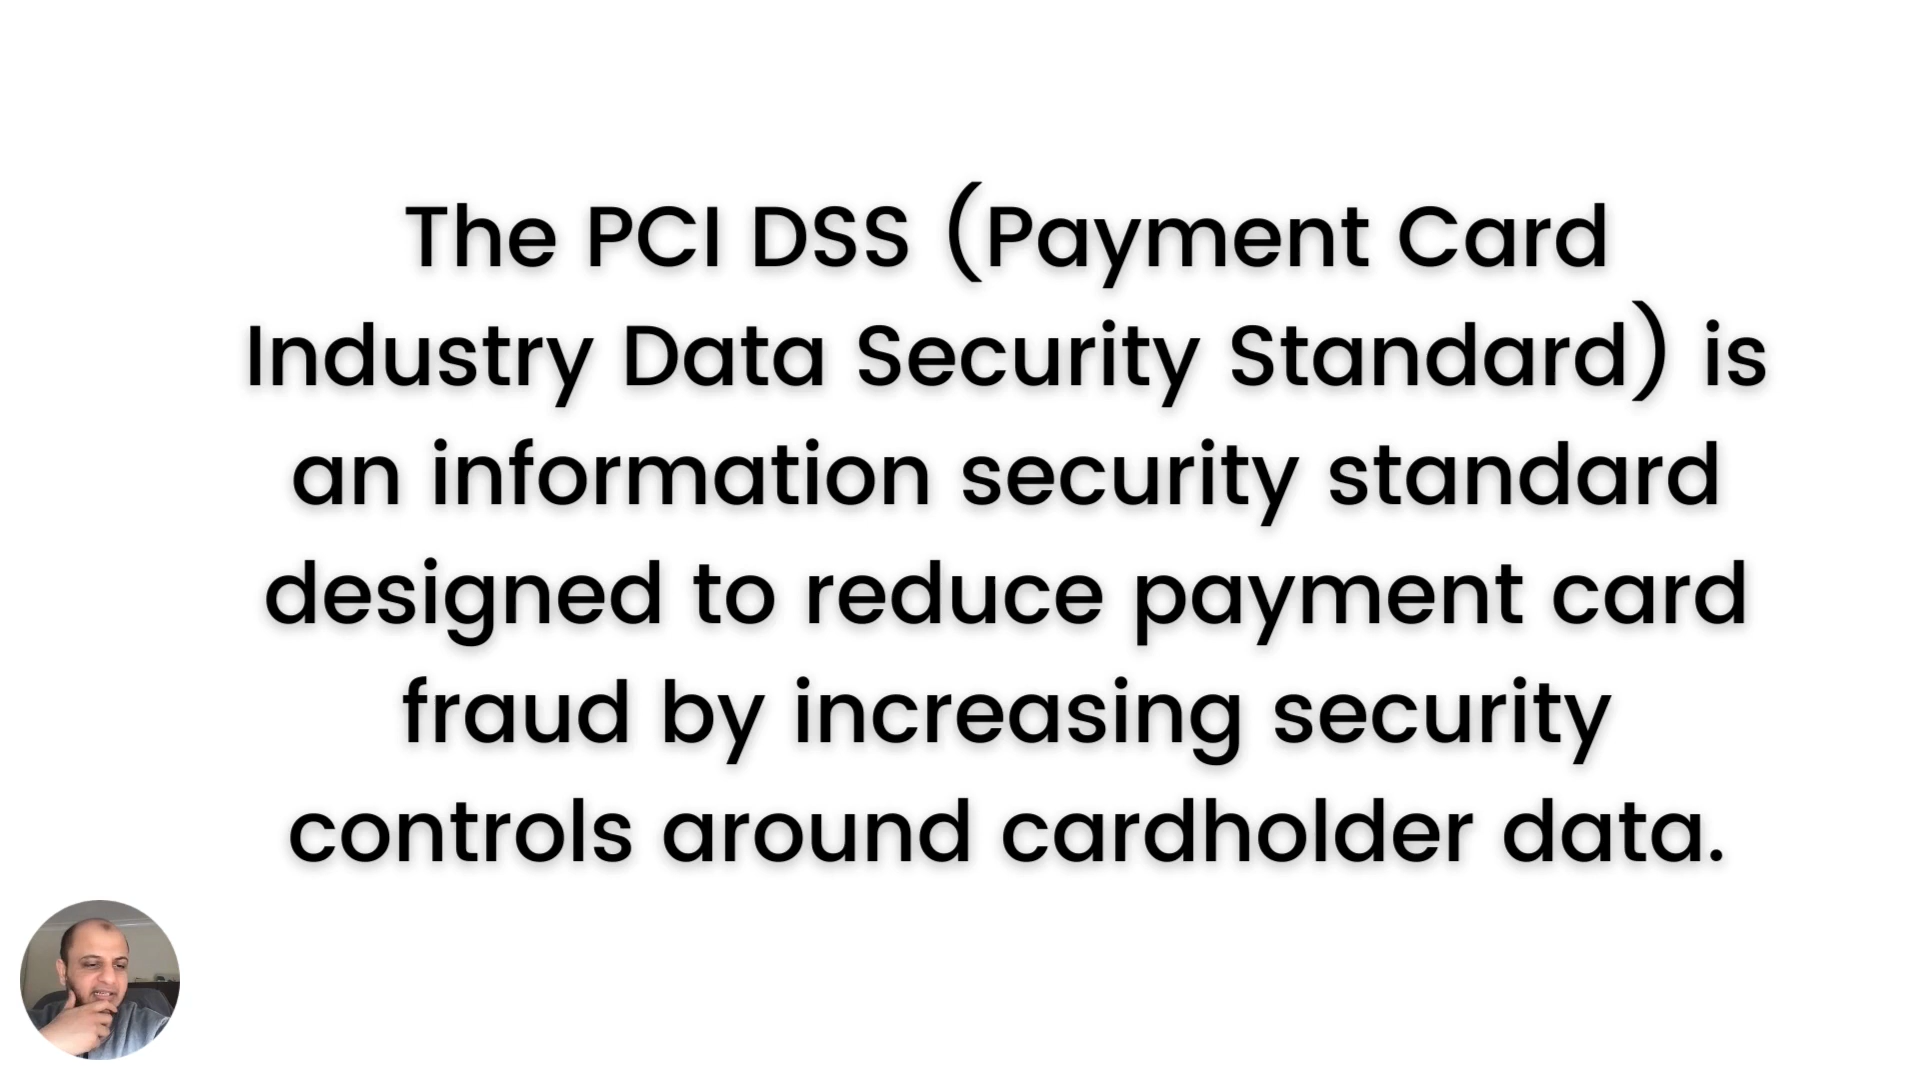 The PCI DSS (Payment Card
Industry Data Security Standard) is
an information security standard
designed to reduce payment card
fraud by increasing security
controls around cardholder data.